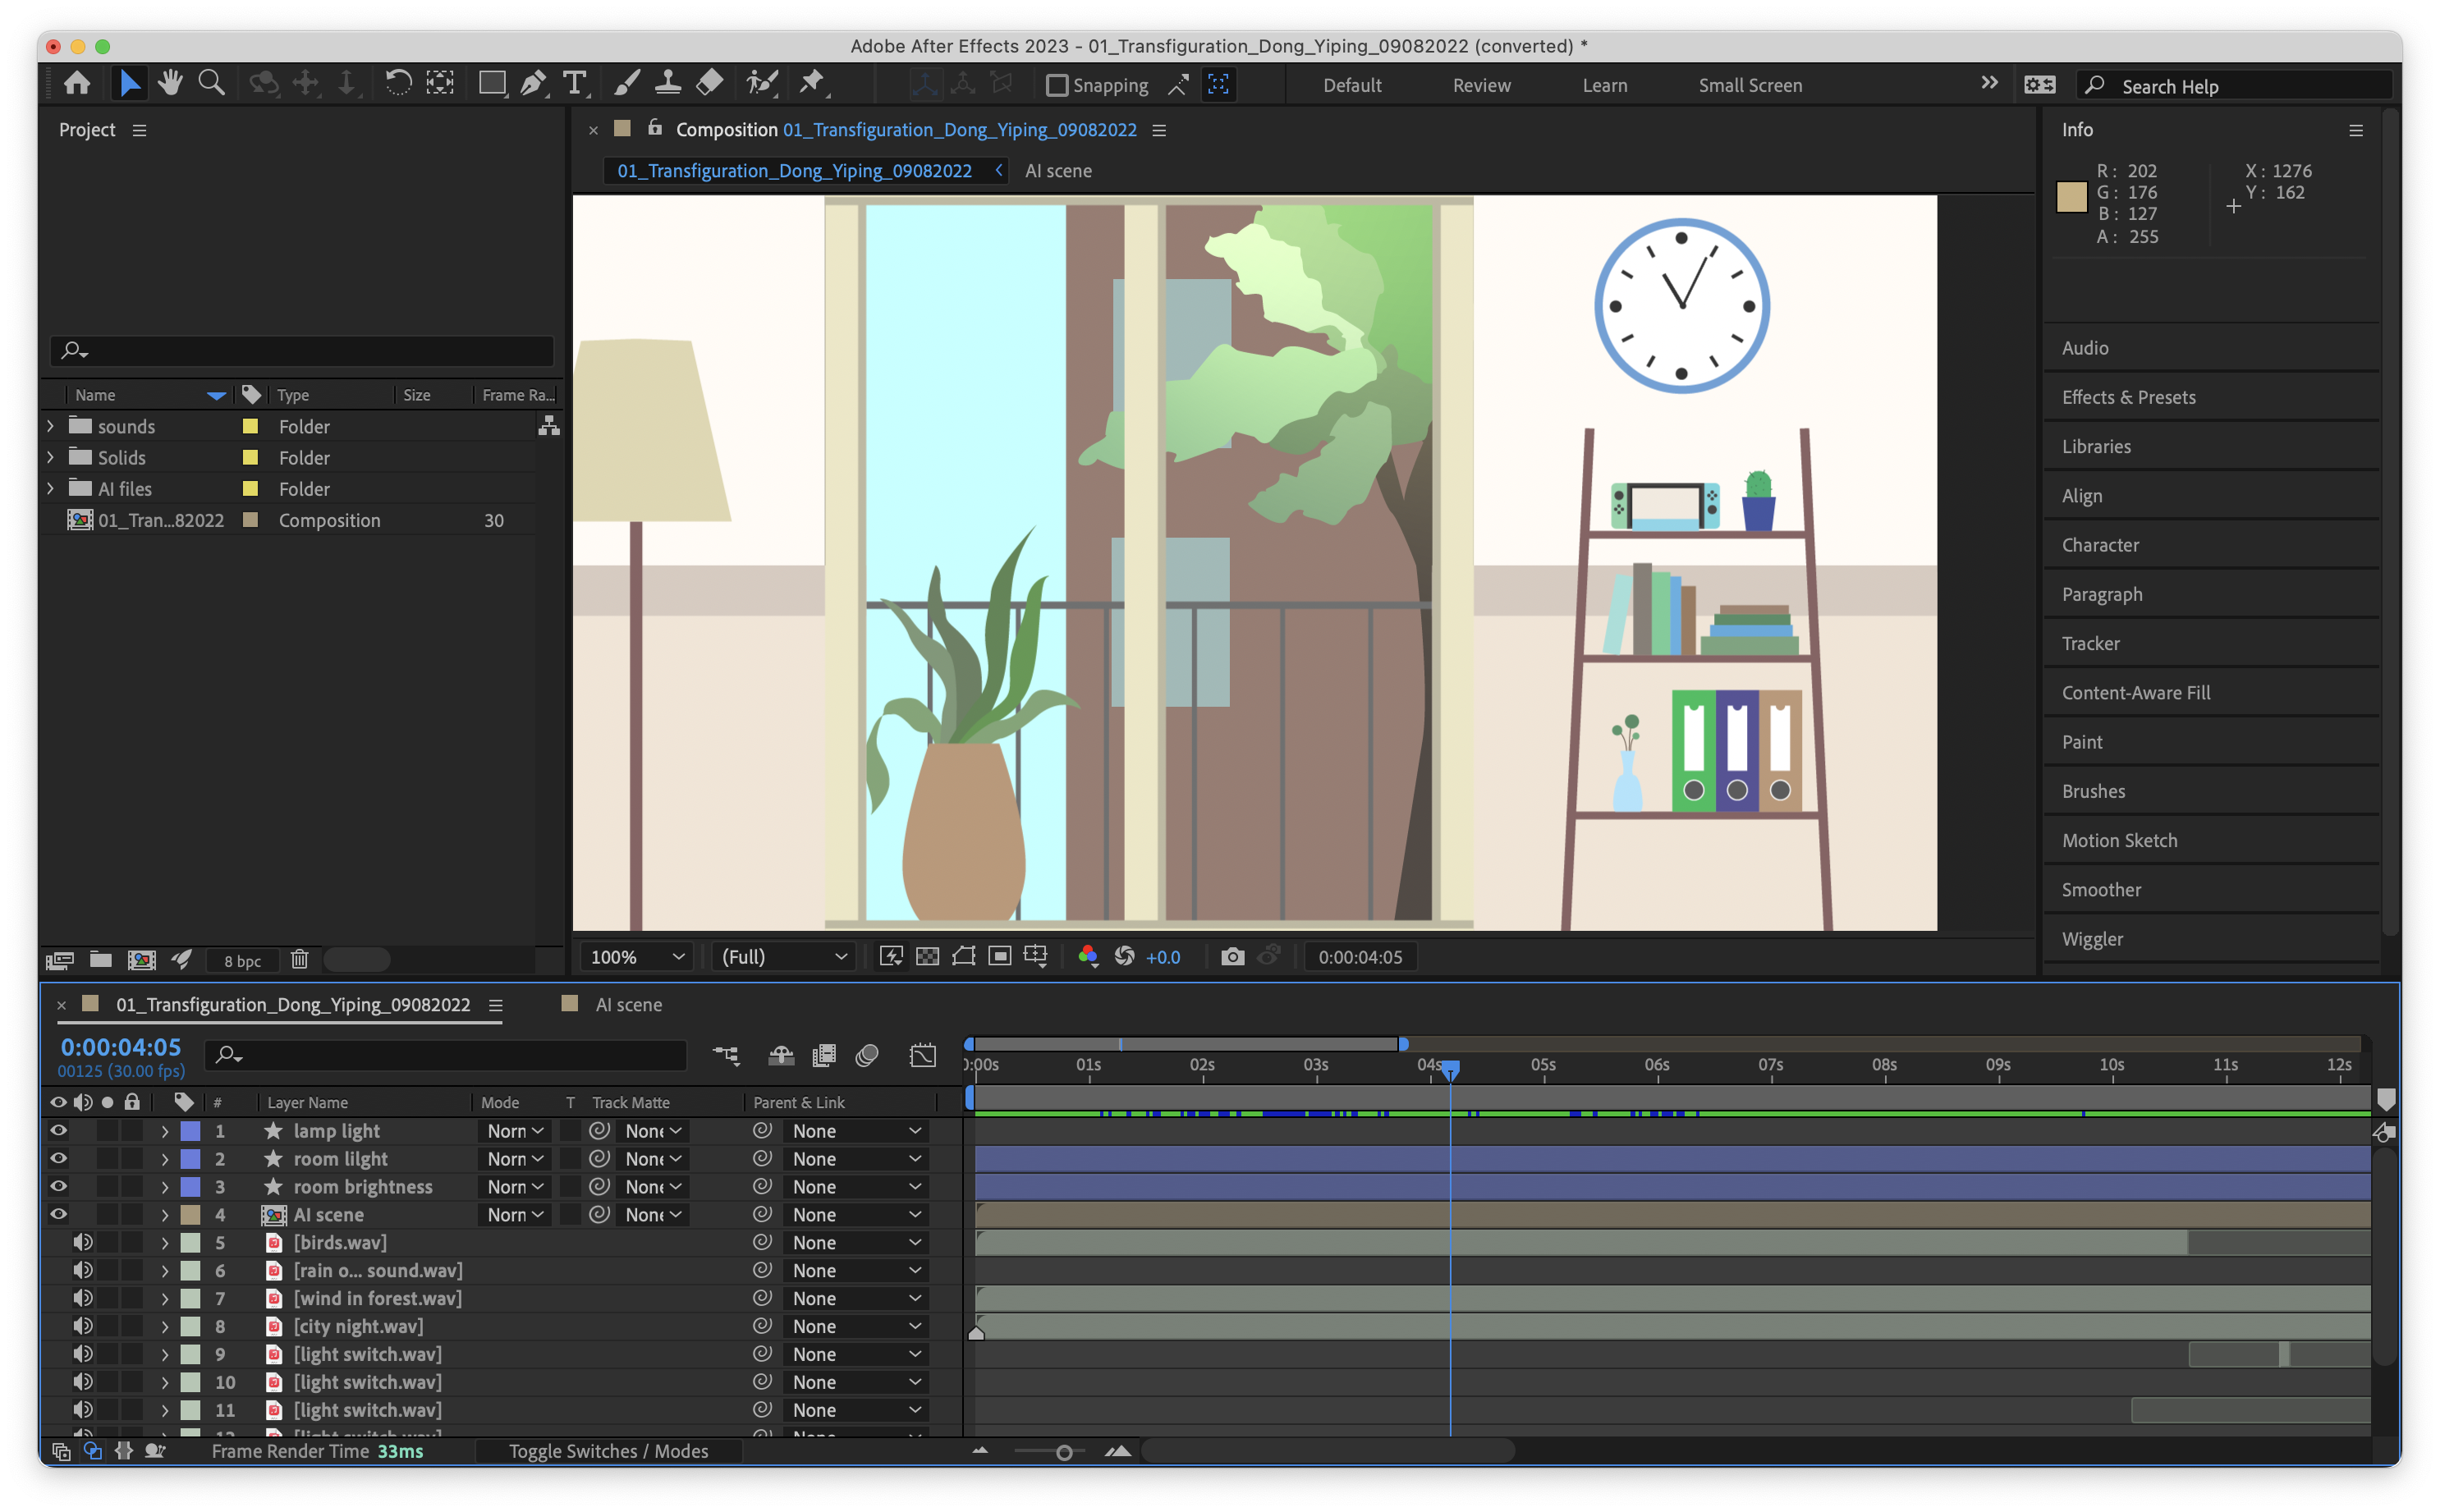 Adobe After Effects 2023 - 01_Transfiguration_Dong_Yiping_09082022 (converted) *
Snapping
Default
Review
Learn
Small Screen
Search Help
Project
Composition 01_Transfiguration_Dong_Yiping_09082022
01_Transfiguration_Dong_Yiping_09082022
AI scene
Info
R: 202
G: 176
B: 127
A: 255
X: 1276
Y: 162
Name Type Size Frame Ra...
sounds Folder
Solids Folder
AI files Folder
01_Tran...82022 Composition 30
Audio
Effects & Presets
Libraries
Align
Character
Paragraph
Tracker
Content-Aware Fill
Paint
Brushes
Motion Sketch
Smoother
Wiggler
8 bpc
100% (Full) +0.0 0:00:04:05
01_Transfiguration_Dong_Yiping_09082022 AI scene
0:00:04:05
00125 (30.00 fps)
0:00s 01s 02s 03s 04s 05s 06s 07s 08s 09s 10s 11s 12s
# Layer Name Mode T Track Matte Parent & Link
1 lamp light Norn None None
2 room lilght Norn None None
3 room brightness Norn None None
4 AI scene Norn None None
5 [birds.wav] None
6 [rain o... sound.wav] None
7 [wind in forest.wav] None
8 [city night.wav] None
9 [light switch.wav] None
10 [light switch.wav] None
11 [light switch.wav] None
Frame Render Time 33ms Toggle Switches / Modes